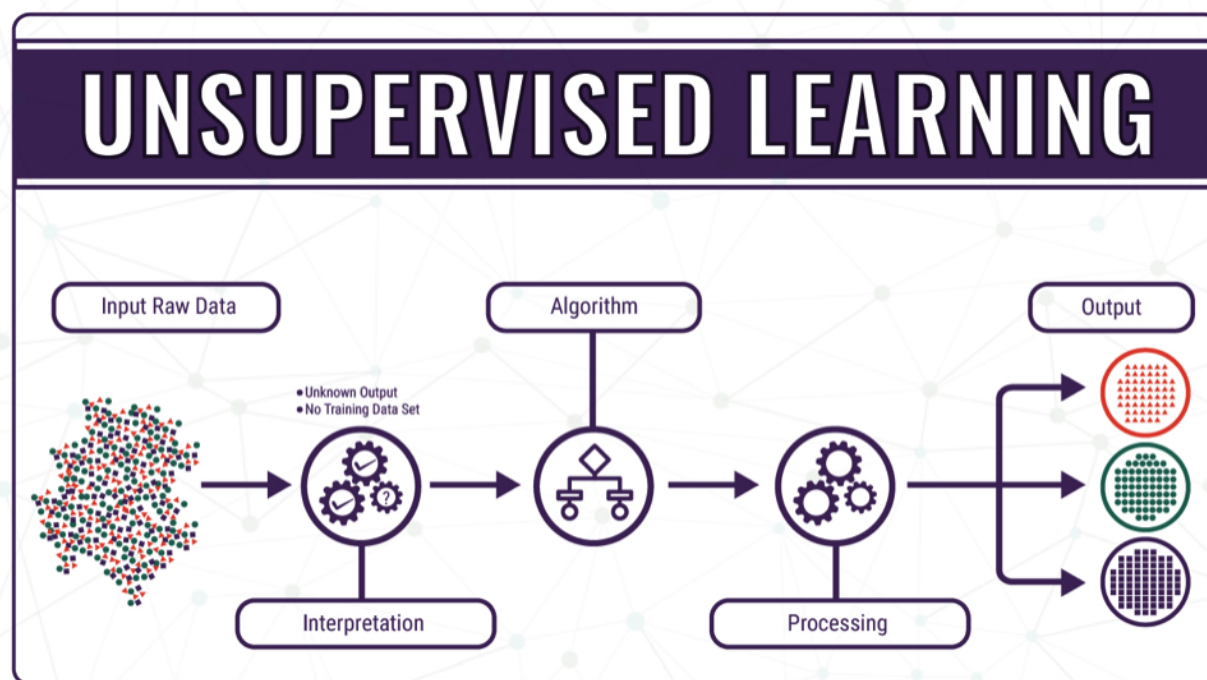 UNSUPERVISED LEARNING
Input Raw Data
Algorithm
Output
• Unknown Output
• No Training Data Set
?
Interpretation
Processing